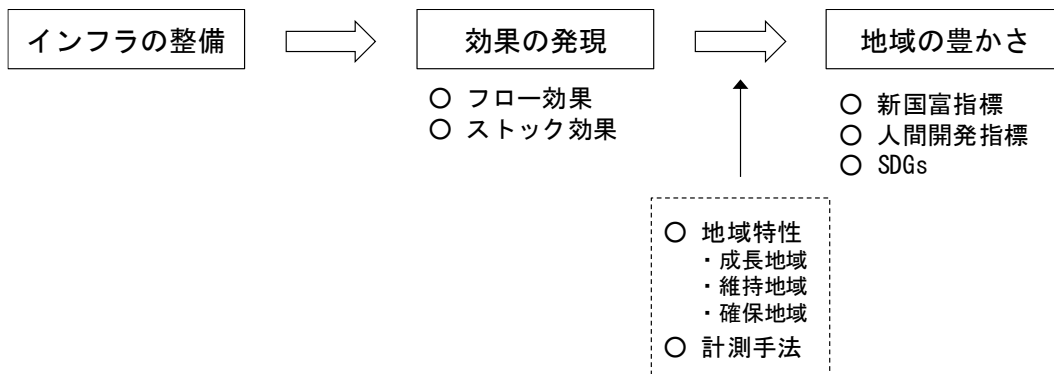 インフラの整備
効果の発現
地域の豊かさ
○ フロー効果
○ ストック効果
○ 新国富指標
○ 人間開発指標
○ SDGs
○ 地域特性
・成長地域
・維持地域
・確保地域
○ 計測手法